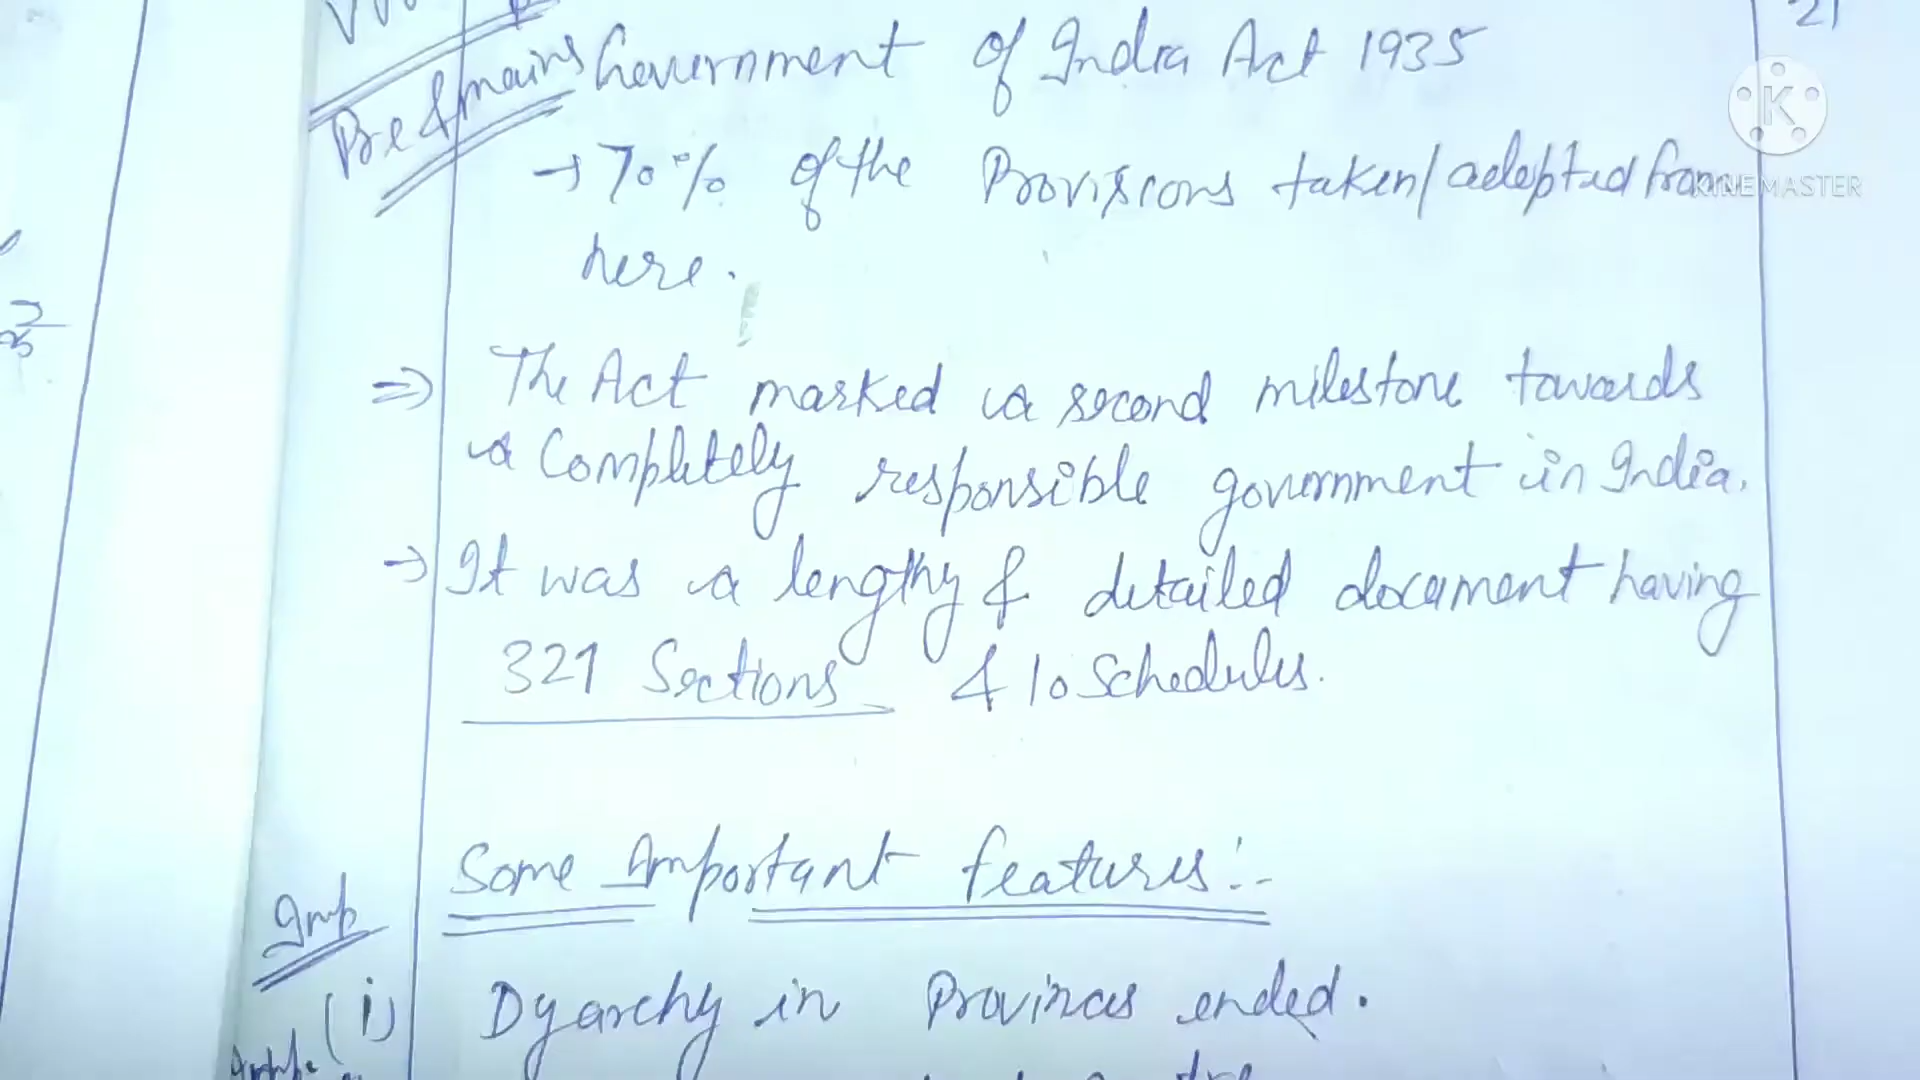 21
Pre & mains Government of India Act 1935
→ 70% of the Provisions taken/adopted from
here.
KINEMASTER
⇒ The Act marked a second milestone towards
a Completely responsible government in India.
→ It was a lengthy & detailed document having
321 Sections & 10 Schedules.
Some Important features:-
Imp
(i) Dyarchy in Provinces ended.